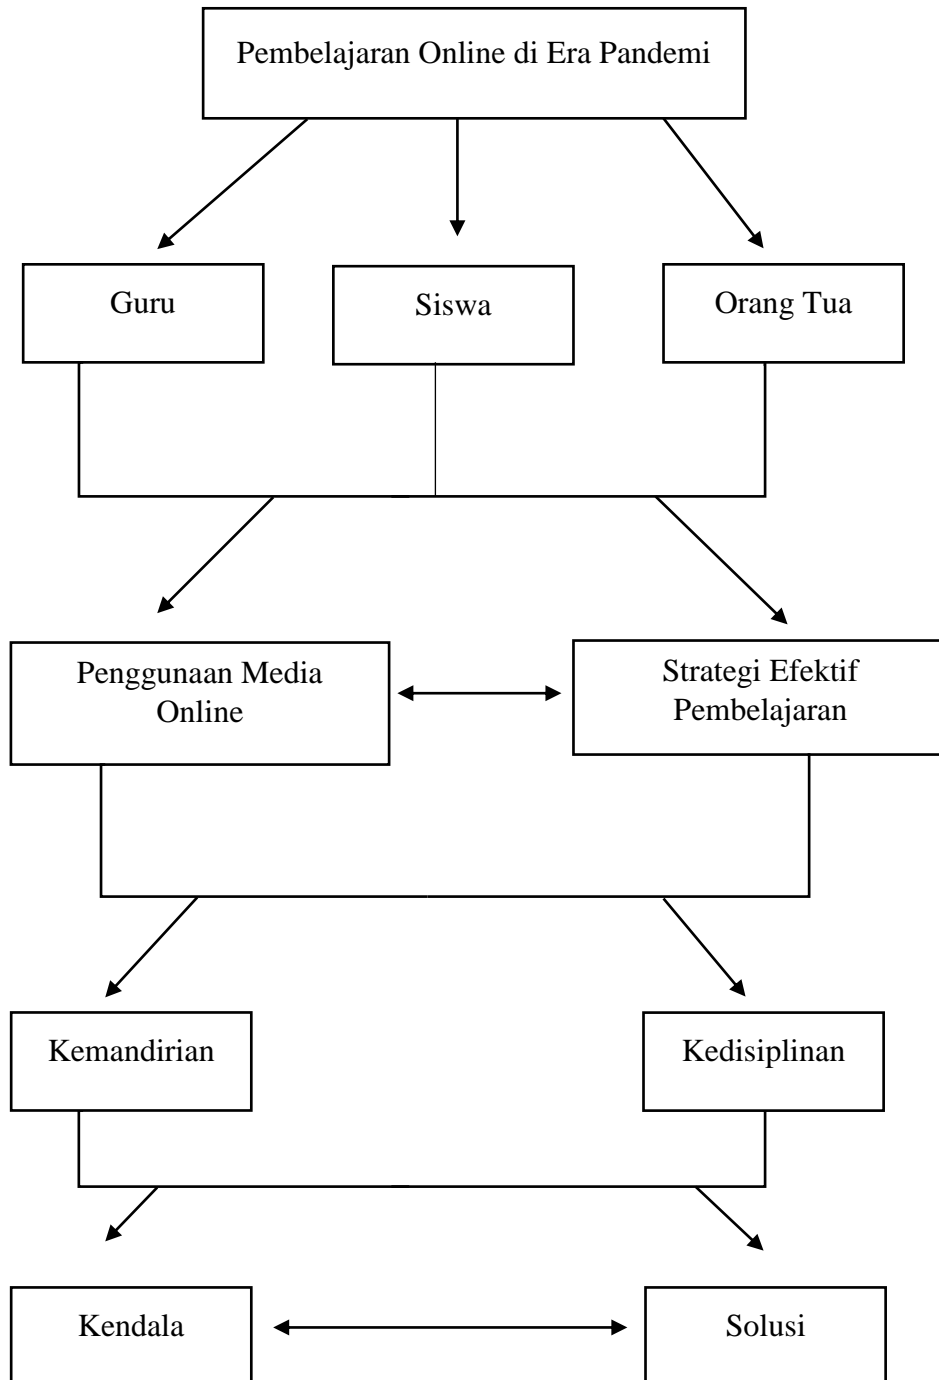 Pembelajaran Online di Era Pandemi
Guru
Siswa
Orang Tua
Penggunaan Media
Online
Strategi Efektif
Pembelajaran
Kemandirian
Kedisiplinan
Kendala
Solusi